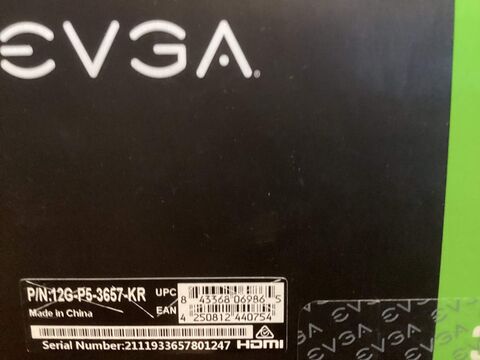 EVGA.
P/N:12G-P5-3657-KR UPC 8 43368 06986 5
Made in China EAN 4 250812 440754
Serial Number:2111933657801247 HDMI
EVGA